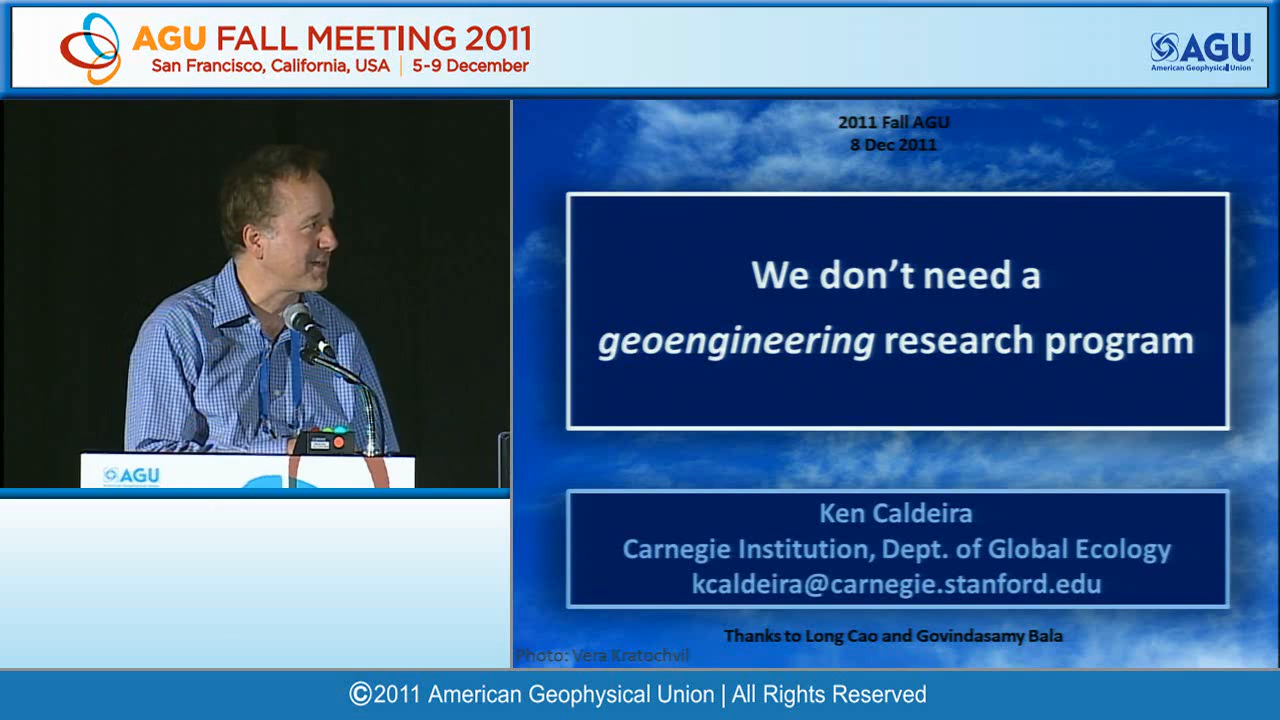 AGU FALL MEETING 2011
San Francisco, California, USA | 5-9 December
AGU
American Geophysical Union
2011 Fall AGU
8 Dec 2011
We don't need a
geoengineering research program
Ken Caldeira
Carnegie Institution, Dept. of Global Ecology
kcaldeira@carnegie.stanford.edu
Thanks to Long Cao and Govindasamy Bala
Photo: Vera Kratochvil
AGU
American Geophysical Union
©2011 American Geophysical Union | All Rights Reserved